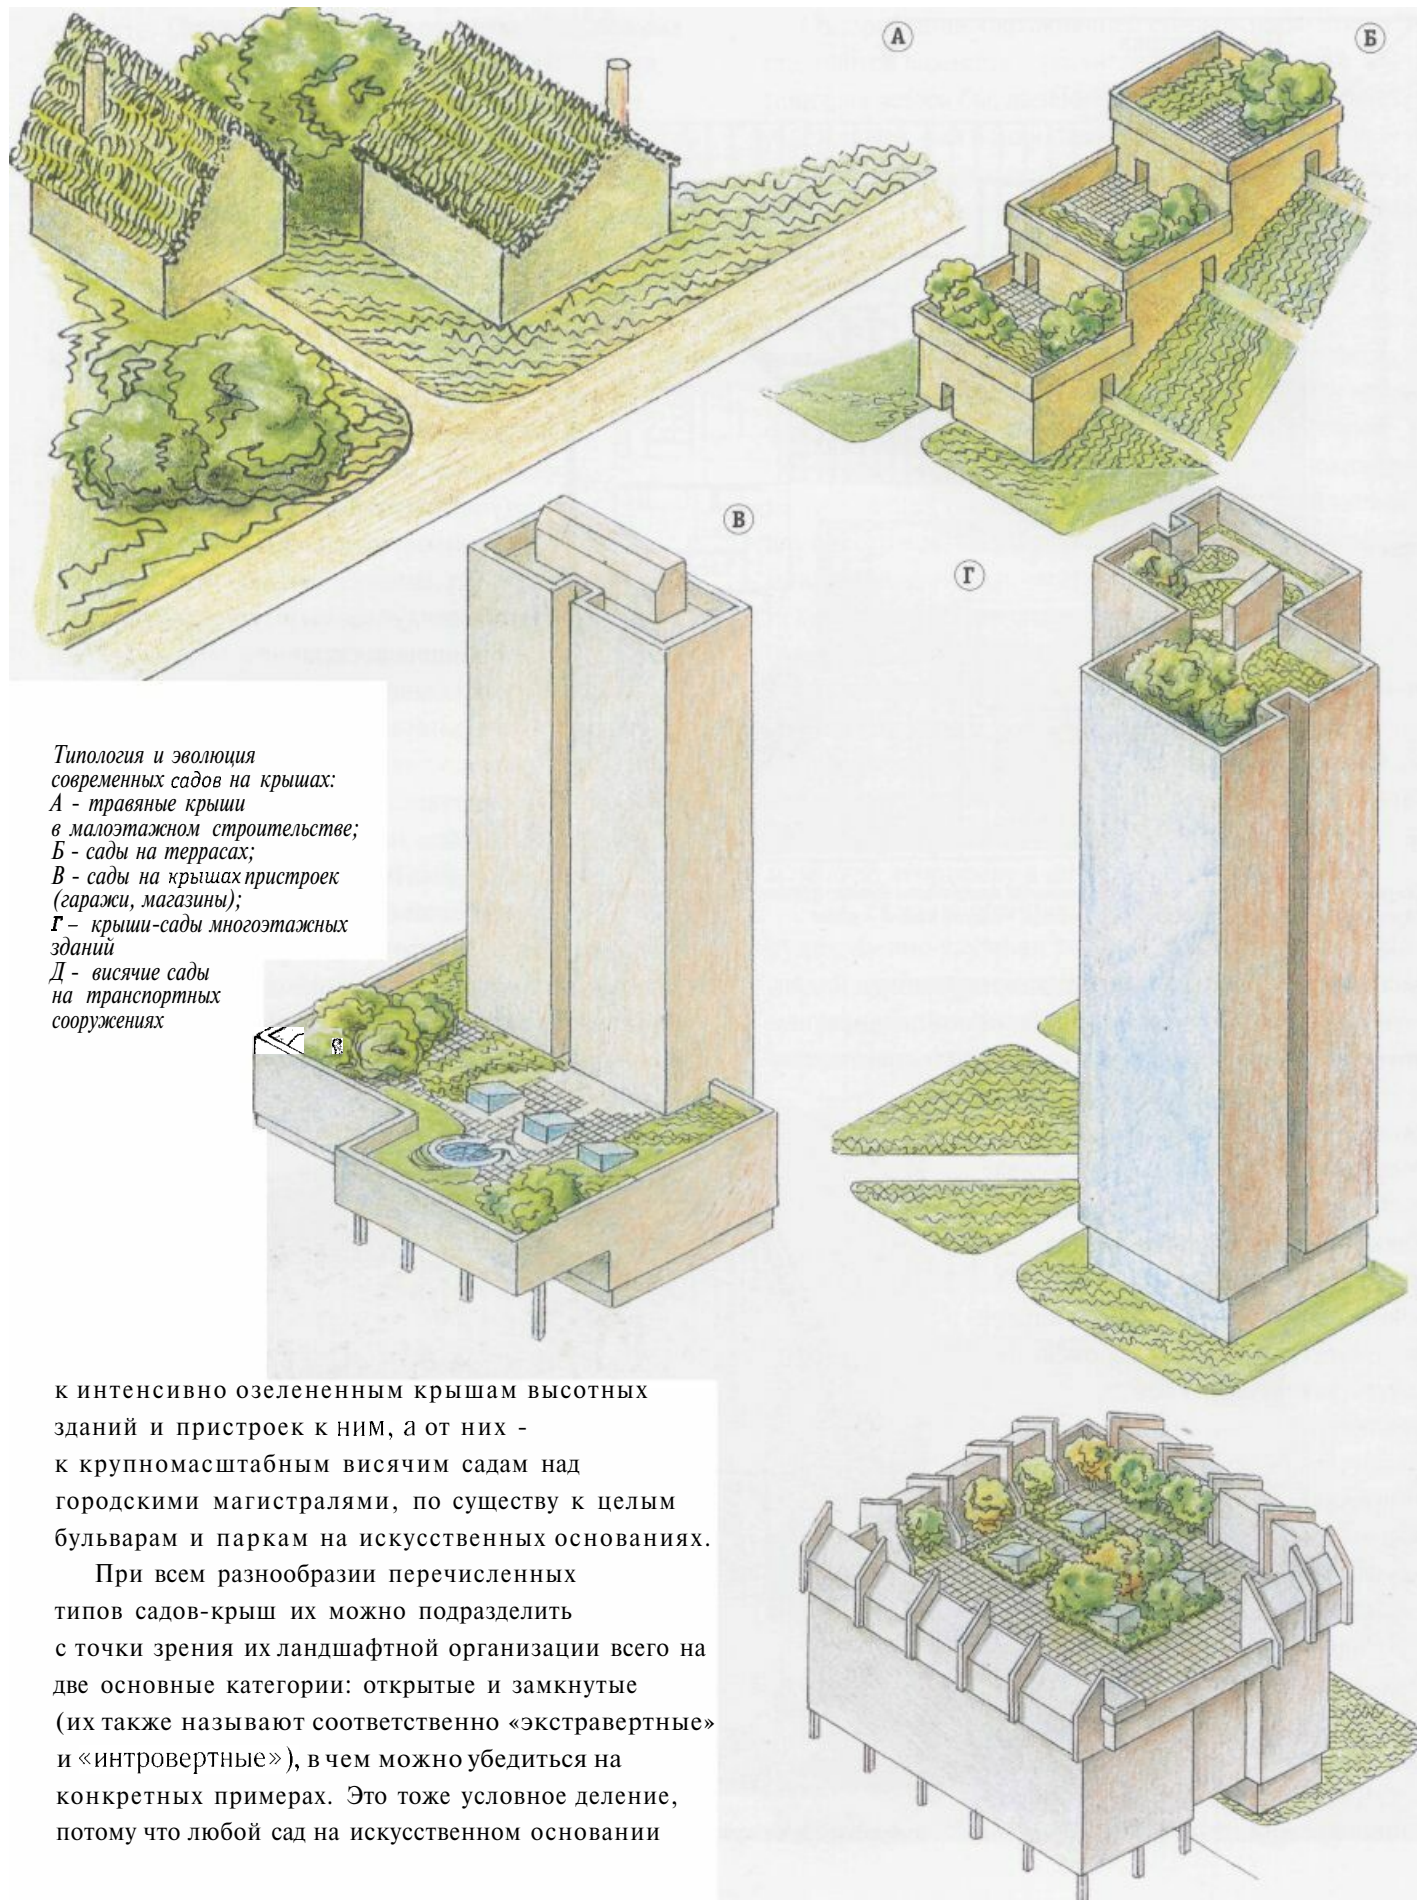 А
Б
В
Г
Типология и эволюция
современных садов на крышах:
А - травяные крыши
в малоэтажном строительстве;
Б - сады на террасах;
В - сады на крышах пристроек
(гаражи, магазины);
Г – крыши-сады многоэтажных
зданий
Д - висячие сады
на транспортных
сооружениях
к интенсивно озелененным крышам высотных
зданий и пристроек к ним, а от них -
к крупномасштабным висячим садам над
городскими магистралями, по существу к целым
бульварам и паркам на искусственных основаниях.
При всем разнообразии перечисленных
типов садов-крыш их можно подразделить
с точки зрения их ландшафтной организации всего на
две основные категории: открытые и замкнутые
(их также называют соответственно «экстравертные»
и «интровертные»), в чем можно убедиться на
конкретных примерах. Это тоже условное деление,
потому что любой сад на искусственном основании